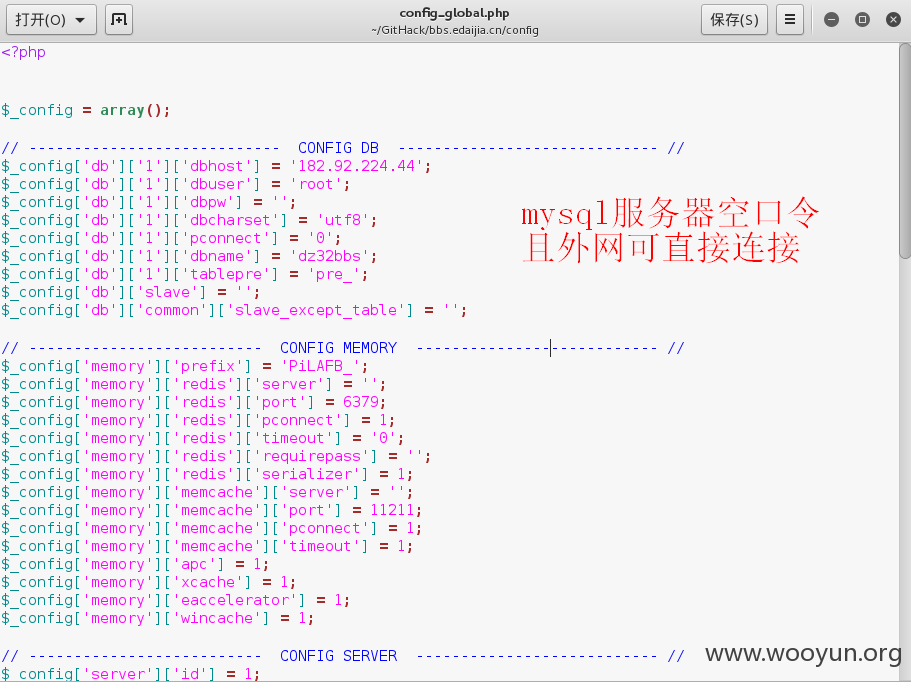 打开(O)
config_global.php
~/GitHack/bbs.edaijia.cn/config
保存(S)
<?php
$_config = array();
// ---------------------------- CONFIG DB ----------------------------- //
$_config['db']['1']['dbhost'] = '182.92.224.44';
$_config['db']['1']['dbuser'] = 'root';
$_config['db']['1']['dbpw'] = '';
$_config['db']['1']['dbcharset'] = 'utf8';
$_config['db']['1']['pconnect'] = '0';
$_config['db']['1']['dbname'] = 'dz32bbs';
$_config['db']['1']['tablepre'] = 'pre_';
$_config['db']['slave'] = '';
$_config['db']['common']['slave_except_table'] = '';
mysql服务器空口令
且外网可直接连接
// -------------------------- CONFIG MEMORY --------------------------- //
$_config['memory']['prefix'] = 'PiLAFB_';
$_config['memory']['redis']['server'] = '';
$_config['memory']['redis']['port'] = 6379;
$_config['memory']['redis']['pconnect'] = 1;
$_config['memory']['redis']['timeout'] = '0';
$_config['memory']['redis']['requirepass'] = '';
$_config['memory']['redis']['serializer'] = 1;
$_config['memory']['memcache']['server'] = '';
$_config['memory']['memcache']['port'] = 11211;
$_config['memory']['memcache']['pconnect'] = 1;
$_config['memory']['memcache']['timeout'] = 1;
$_config['memory']['apc'] = 1;
$_config['memory']['xcache'] = 1;
$_config['memory']['eaccelerator'] = 1;
$_config['memory']['wincache'] = 1;
// -------------------------- CONFIG SERVER --------------------------- //
$_config['server']['id'] = 1;
www.wooyun.org